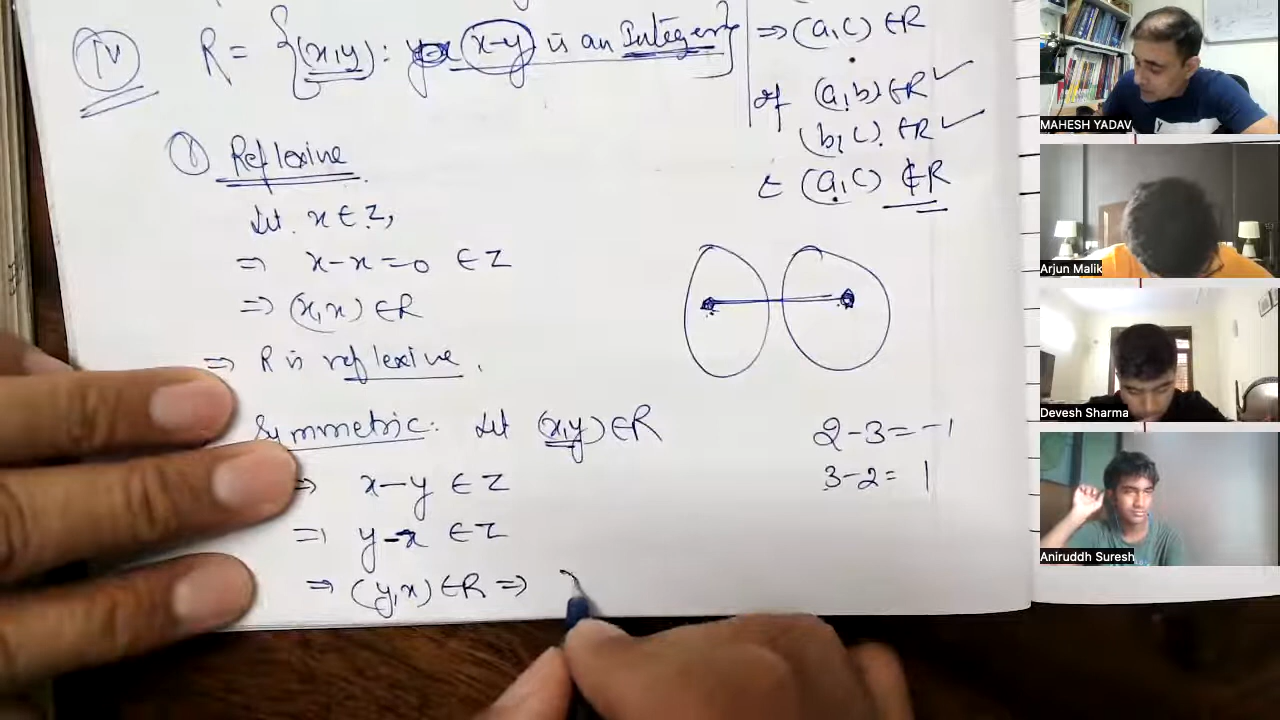 (iv) R = {(x,y) : (x-y) is an Integer}
① Reflexive
Let x ∈ Z,
⇒ x-x=0 ∈ Z
⇒ (x,x) ∈ R
⇒ R is reflexive.
Symmetric: Let (x,y) ∈ R
⇒ x-y ∈ Z
⇒ y-x ∈ Z
⇒ (y,x) ∈ R ⇒
⇒ (a,c) ∈ R
of (a,b) ∈ R ✓
(b,c) ∈ R ✓
& (a,c) ∉ R
2-3=-1
3-2=1
MAHESH YADAV
Arjun Malik
Devesh Sharma
Aniruddh Suresh